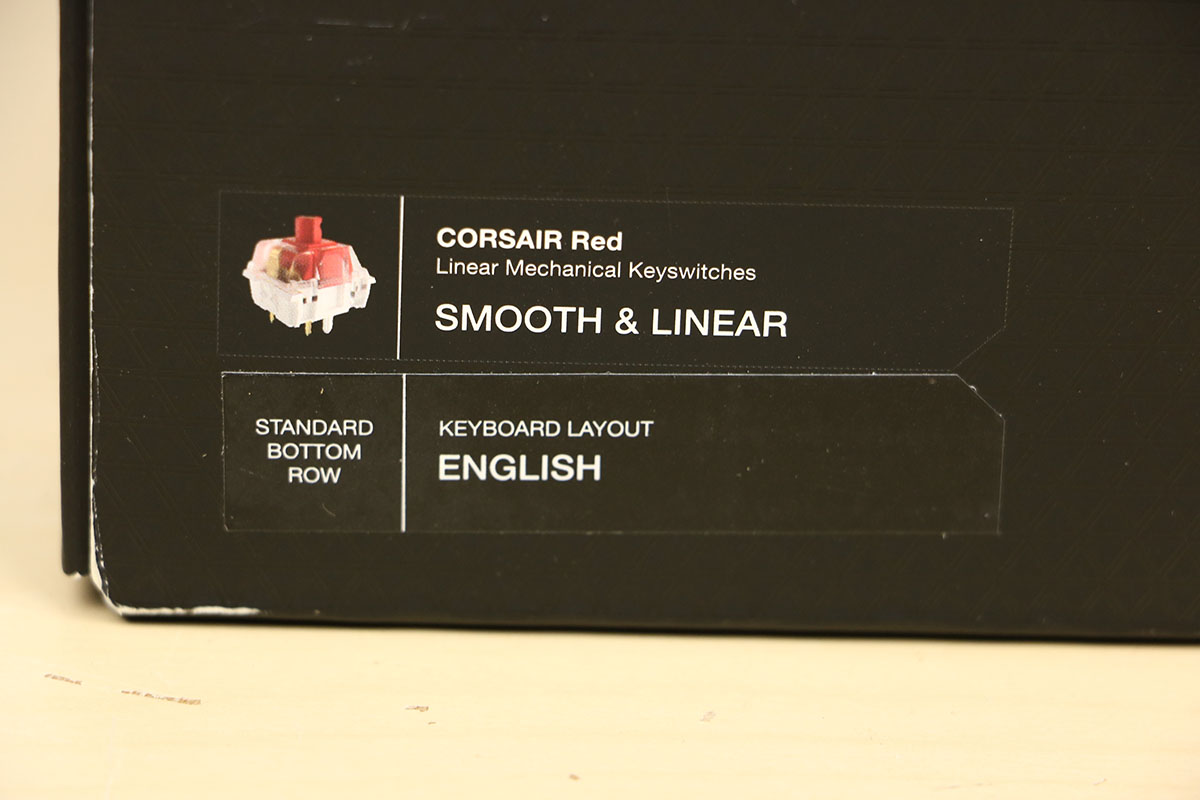 CORSAIR Red
Linear Mechanical Keyswitches
SMOOTH & LINEAR
STANDARD
BOTTOM
ROW
KEYBOARD LAYOUT
ENGLISH